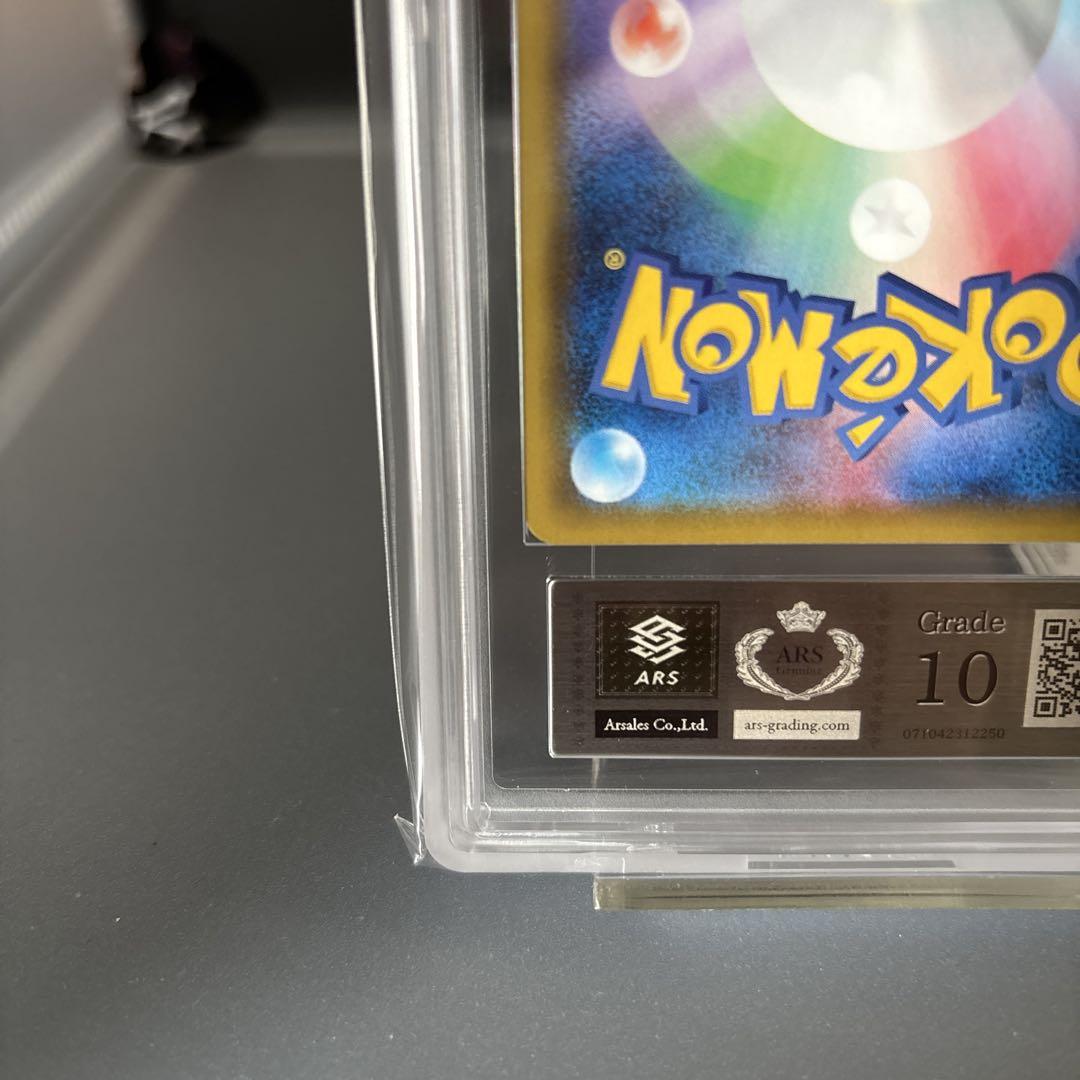 POKéMON
ARS
Arsales Co.,Ltd.
ARS
ars-grading.com
Grade
10
071042312250